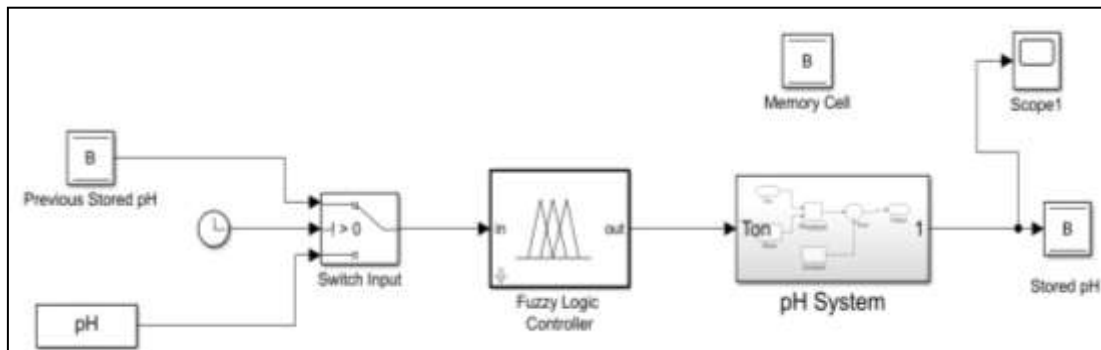 B
Memory Cell
Scope1
B
Previous Stored pH
> 0
Switch Input
pH
in
out
Fuzzy Logic
Controller
Ton
1
pH System
B
Stored pH